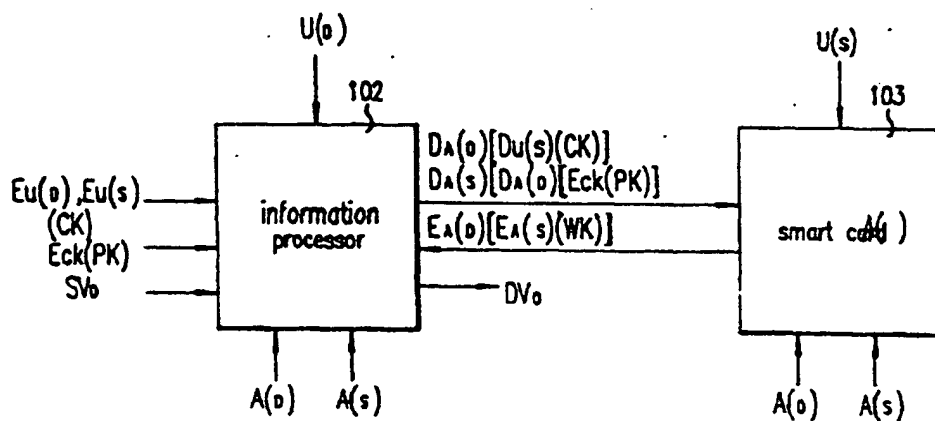 U(D)
U(s)
102
103
DA(D)[Du(s)(CK)]
DA(s)[DA(D)[Eck(PK)]
Eu(D),Eu(s)
(CK)
information
processor
EA(D)[EA(s)(WK)]
smart
Eck(PK)
SVD
DVD
A(D)
A(s)
A(D)
A(s)